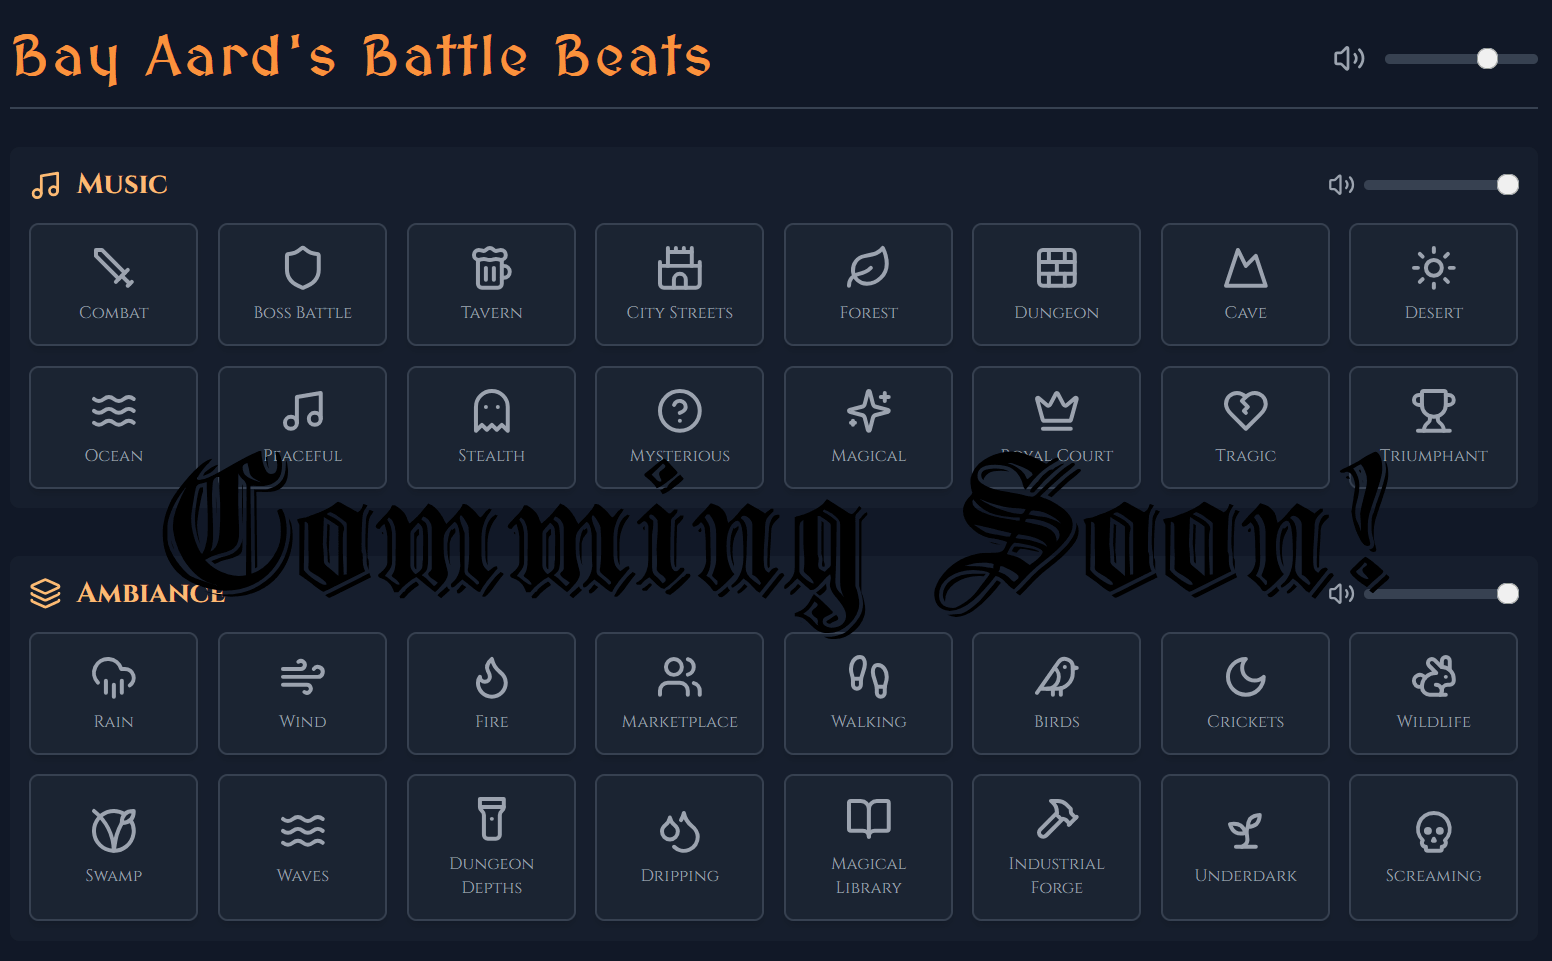 Bay Aard's Battle Beats
Music
Combat
Boss Battle
Tavern
City Streets
Forest
Dungeon
Cave
Desert
Ocean
Peaceful
Stealth
Mysterious
Magical
Royal Court
Tragic
Triumphant
Comming Soon!
Ambiance
Rain
Wind
Fire
Marketplace
Walking
Birds
Crickets
Wildlife
Swamp
Waves
Dungeon
Depths
Dripping
Magical
Library
Industrial
Forge
Underdark
Screaming